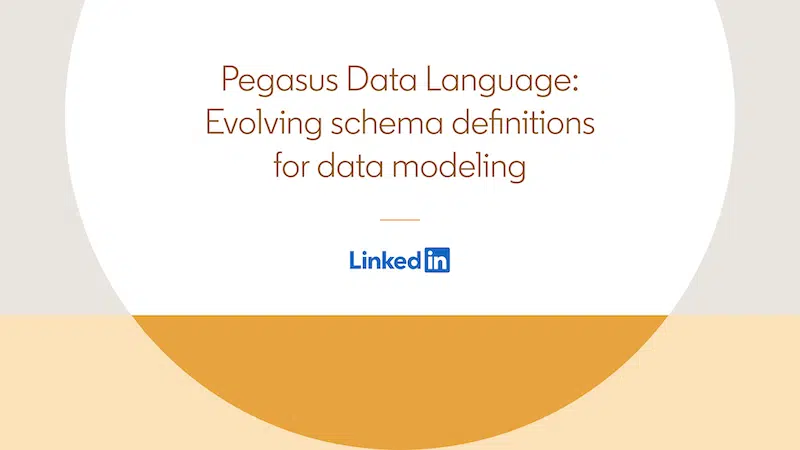 Pegasus Data Language:
Evolving schema definitions
for data modeling
Linkedin